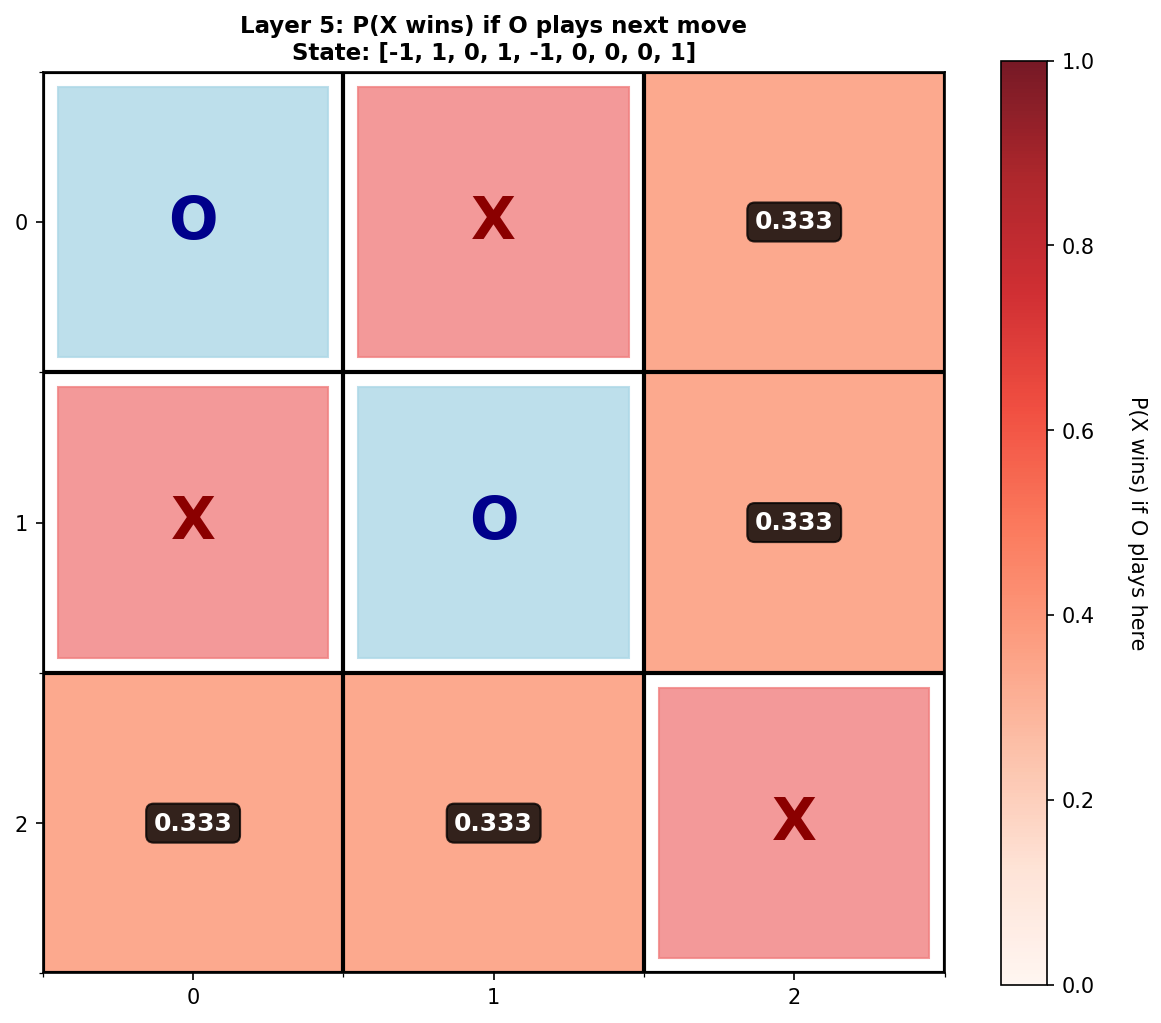 Layer 5: P(X wins) if O plays next move
State: [-1, 1, 0, 1, -1, 0, 0, 0, 1]
0
O
X
0.333
1
X
O
0.333
2
0.333
0.333
X
0
1
2
1.0
0.8
0.6
0.4
0.2
0.0
P(X wins) if O plays here